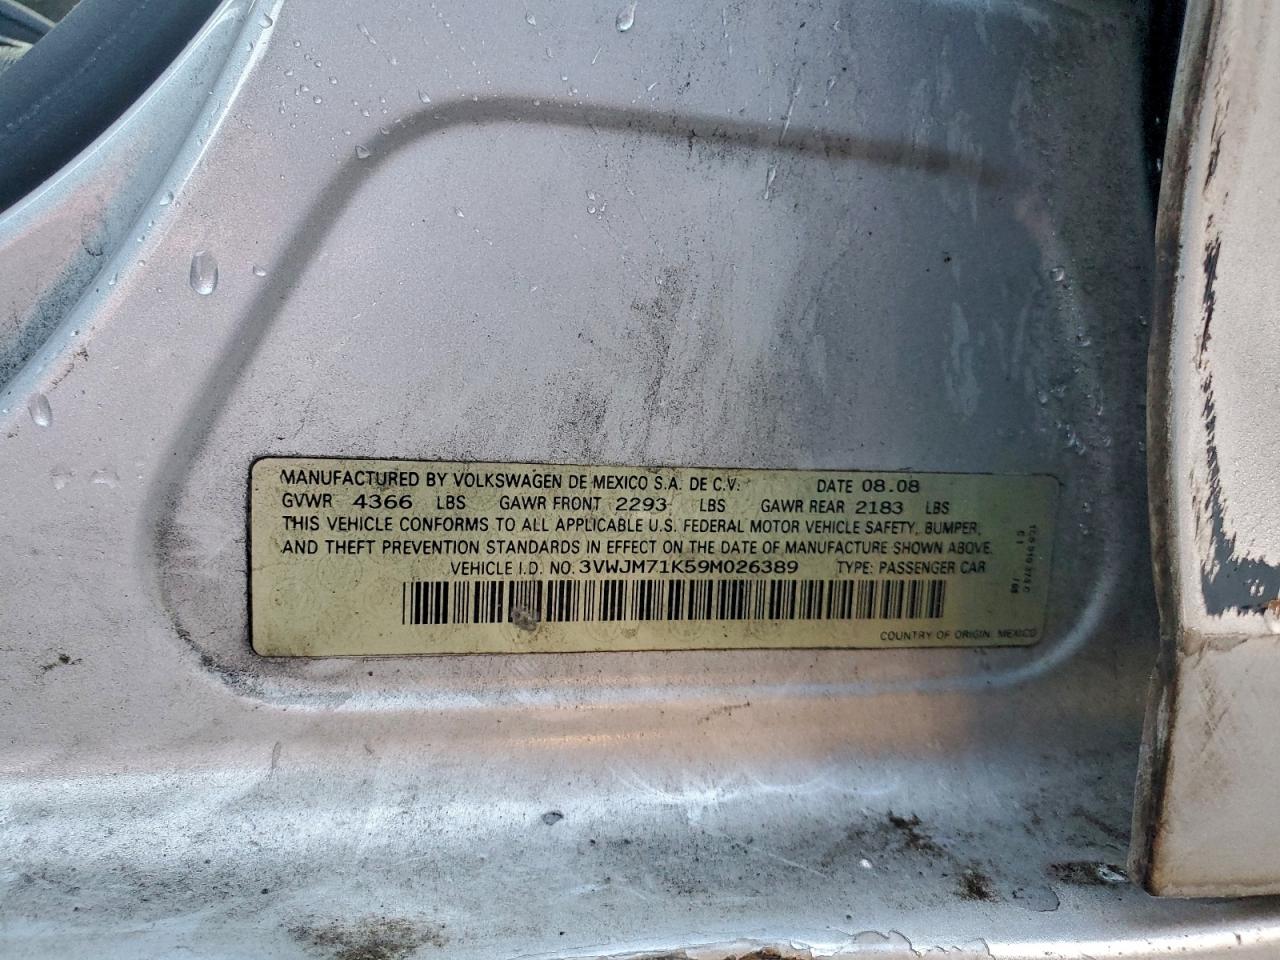 MANUFACTURED BY VOLKSWAGEN DE MEXICO S.A. DE C.V. DATE 08.08
GVWR 4366 LBS GAWR FRONT 2293 LBS GAWR REAR 2183 LBS
THIS VEHICLE CONFORMS TO ALL APPLICABLE U.S. FEDERAL MOTOR VEHICLE SAFETY, BUMPER,
AND THEFT PREVENTION STANDARDS IN EFFECT ON THE DATE OF MANUFACTURE SHOWN ABOVE.
VEHICLE I.D. NO. 3VWJM71K59M026389 TYPE: PASSENGER CAR
COUNTRY OF ORIGIN MEXICO